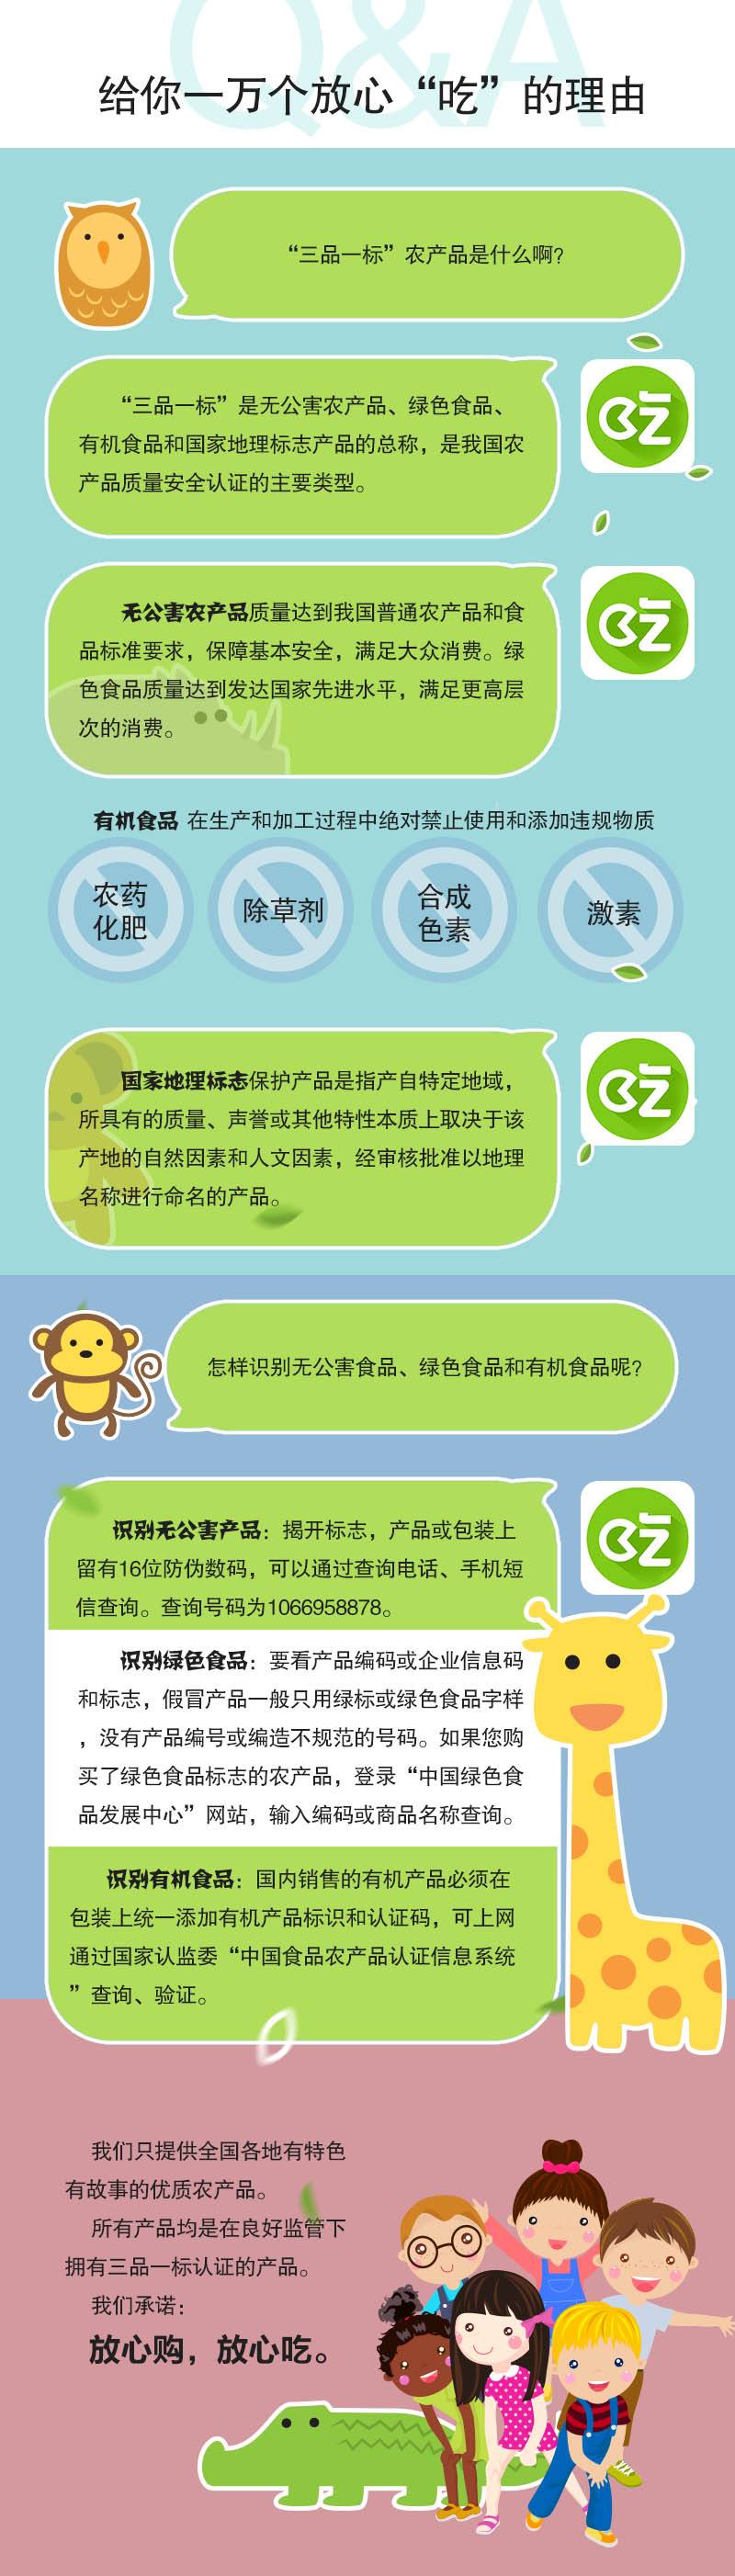 Q&A
给你一万个放心“吃”的理由
“三品一标”农产品是什么啊?
“三品一标”是无公害农产品、绿色食品、
有机食品和国家地理标志产品的总称，是我国农
产品质量安全认证的主要类型。
无公害农产品质量达到我国普通农产品和食
品标准要求，保障基本安全，满足大众消费。绿
色食品质量达到发达国家先进水平，满足更高层
次的消费。
有机食品 在生产和加工过程中绝对禁止使用和添加违规物质
农药
化肥
除草剂
合成
色素
激素
国家地理标志保护产品是指产自特定地域，
所具有的质量、声誉或其他特性本质上取决于该
产地的自然因素和人文因素，经审核批准以地理
名称进行命名的产品。
怎样识别无公害食品、绿色食品和有机食品呢?
识别无公害产品：揭开标志，产品或包装上
留有16位防伪数码，可以通过查询电话、手机短
信查询。查询号码为1066958878。
识别绿色食品：要看产品编码或企业信息码
和标志，假冒产品一般只用绿标或绿色食品字样
，没有产品编号或编造不规范的号码。如果您购
买了绿色食品标志的农产品，登录“中国绿色食
品发展中心”网站，输入编码或商品名称查询。
识别有机食品：国内销售的有机产品必须在
包装上统一添加有机产品标识和认证码，可上网
通过国家认监委“中国食品农产品认证信息系统
”查询、验证。
我们只提供全国各地有特色
有故事的优质农产品。
所有产品均是在良好监管下
拥有三品一标认证的产品。
我们承诺：
放心购，放心吃。